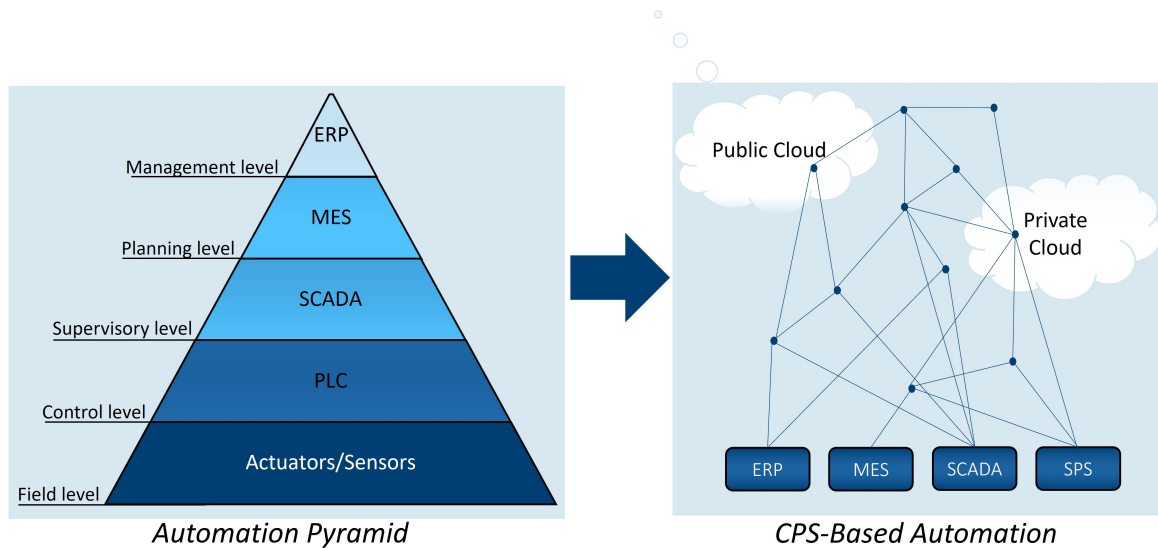 ERP
Management level
MES
Planning level
SCADA
Supervisory level
PLC
Control level
Actuators/Sensors
Field level
Automation Pyramid
Public Cloud
Private
Cloud
ERP
MES
SCADA
SPS
CPS-Based Automation